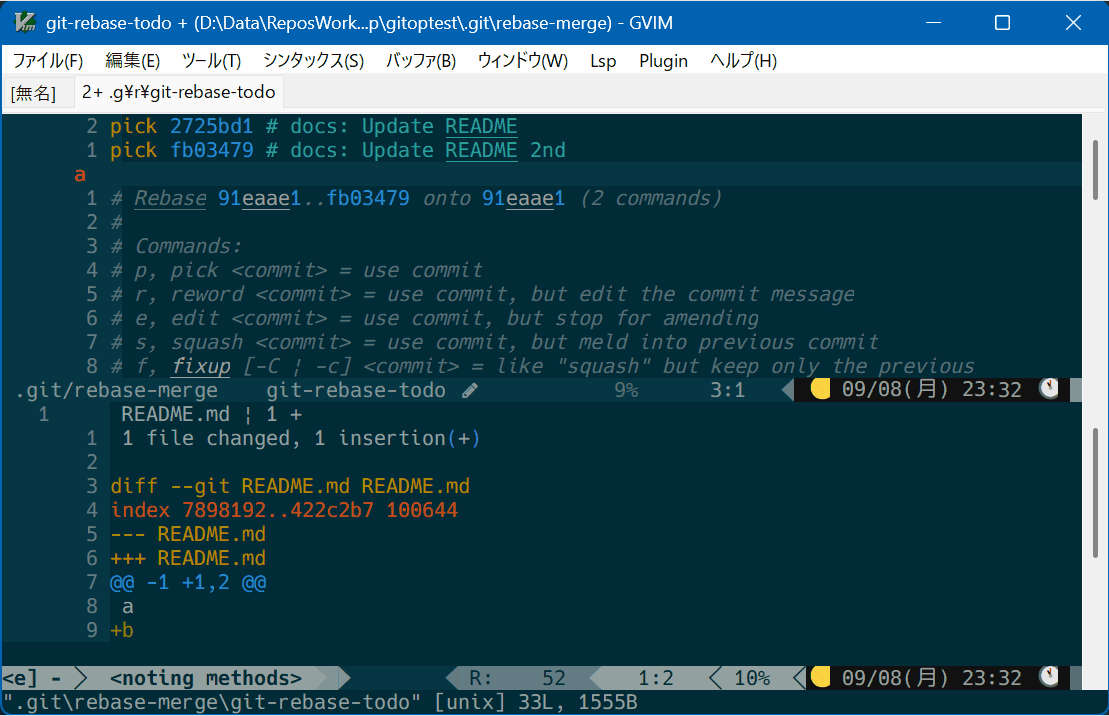 git-rebase-todo + (D:\Data\ReposWork...p\gitoptest\.git\rebase-merge) - GVIM
ファイル(F) 編集(E) ツール(T) シンタックス(S) バッファ(B) ウィンドウ(W) Lsp Plugin ヘルプ(H)
[無名] 2+ .g¥r¥git-rebase-todo
2 pick 2725bd1 # docs: Update README
1 pick fb03479 # docs: Update README 2nd
a
1 # Rebase 91eaae1..fb03479 onto 91eaae1 (2 commands)
2 #
3 # Commands:
4 # p, pick <commit> = use commit
5 # r, reword <commit> = use commit, but edit the commit message
6 # e, edit <commit> = use commit, but stop for amending
7 # s, squash <commit> = use commit, but meld into previous commit
8 # f, fixup [-C ¦ -c] <commit> = like "squash" but keep only the previous
.git/rebase-merge git-rebase-todo 9% 3:1 09/08(月) 23:32
1 README.md ¦ 1 +
1 1 file changed, 1 insertion(+)
2
3 diff --git README.md README.md
4 index 7898192..422c2b7 100644
5 --- README.md
6 +++ README.md
7 @@ -1 +1,2 @@
8 a
9 +b
<e] - <noting methods> R: 52 1:2 10% 09/08(月) 23:32
".git\rebase-merge\git-rebase-todo" [unix] 33L, 1555B